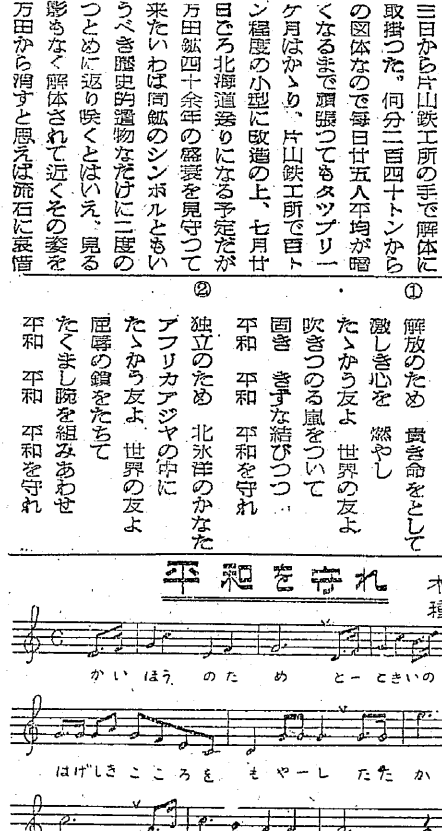 三日から片山鉄工所の手で解体に
取掛つた。何分二百四十トンから
の図体なので毎日廿五人平均が暗
くなるまで頑張つてもタツプリ一
ケ月はかゝり、片山鉄工所で百ト
ン程度の小型に改造の上、七月廿
日ごろ北海道送りになる予定だが
万田鉱四十余年の盛衰を見守つて
来たいわば同鉱のシンボルともい
うべき歴史的遺物なだけに二度の
つとめに返り咲くとはいえ、見る
影もなく解体されて近くその姿を
万田から消すと思えば流石に哀惜
①
解放のため 貴き命をとして
激しき心を 燃やし
たゝかう友よ 世界の友よ
吹きつのる嵐をついて
固き きずな結びつつ
平和 平和 平和を守れ
②
独立のため 北氷洋のかなた
アフリカアジヤの中に
たゝかう友よ 世界の友よ
屈辱の鎖をたちて
たくまし腕を組みあわせ
平和 平和 平和を守れ
平和を守れ
かいほうのため とーときいの
はげしきこころを もやーし たたか